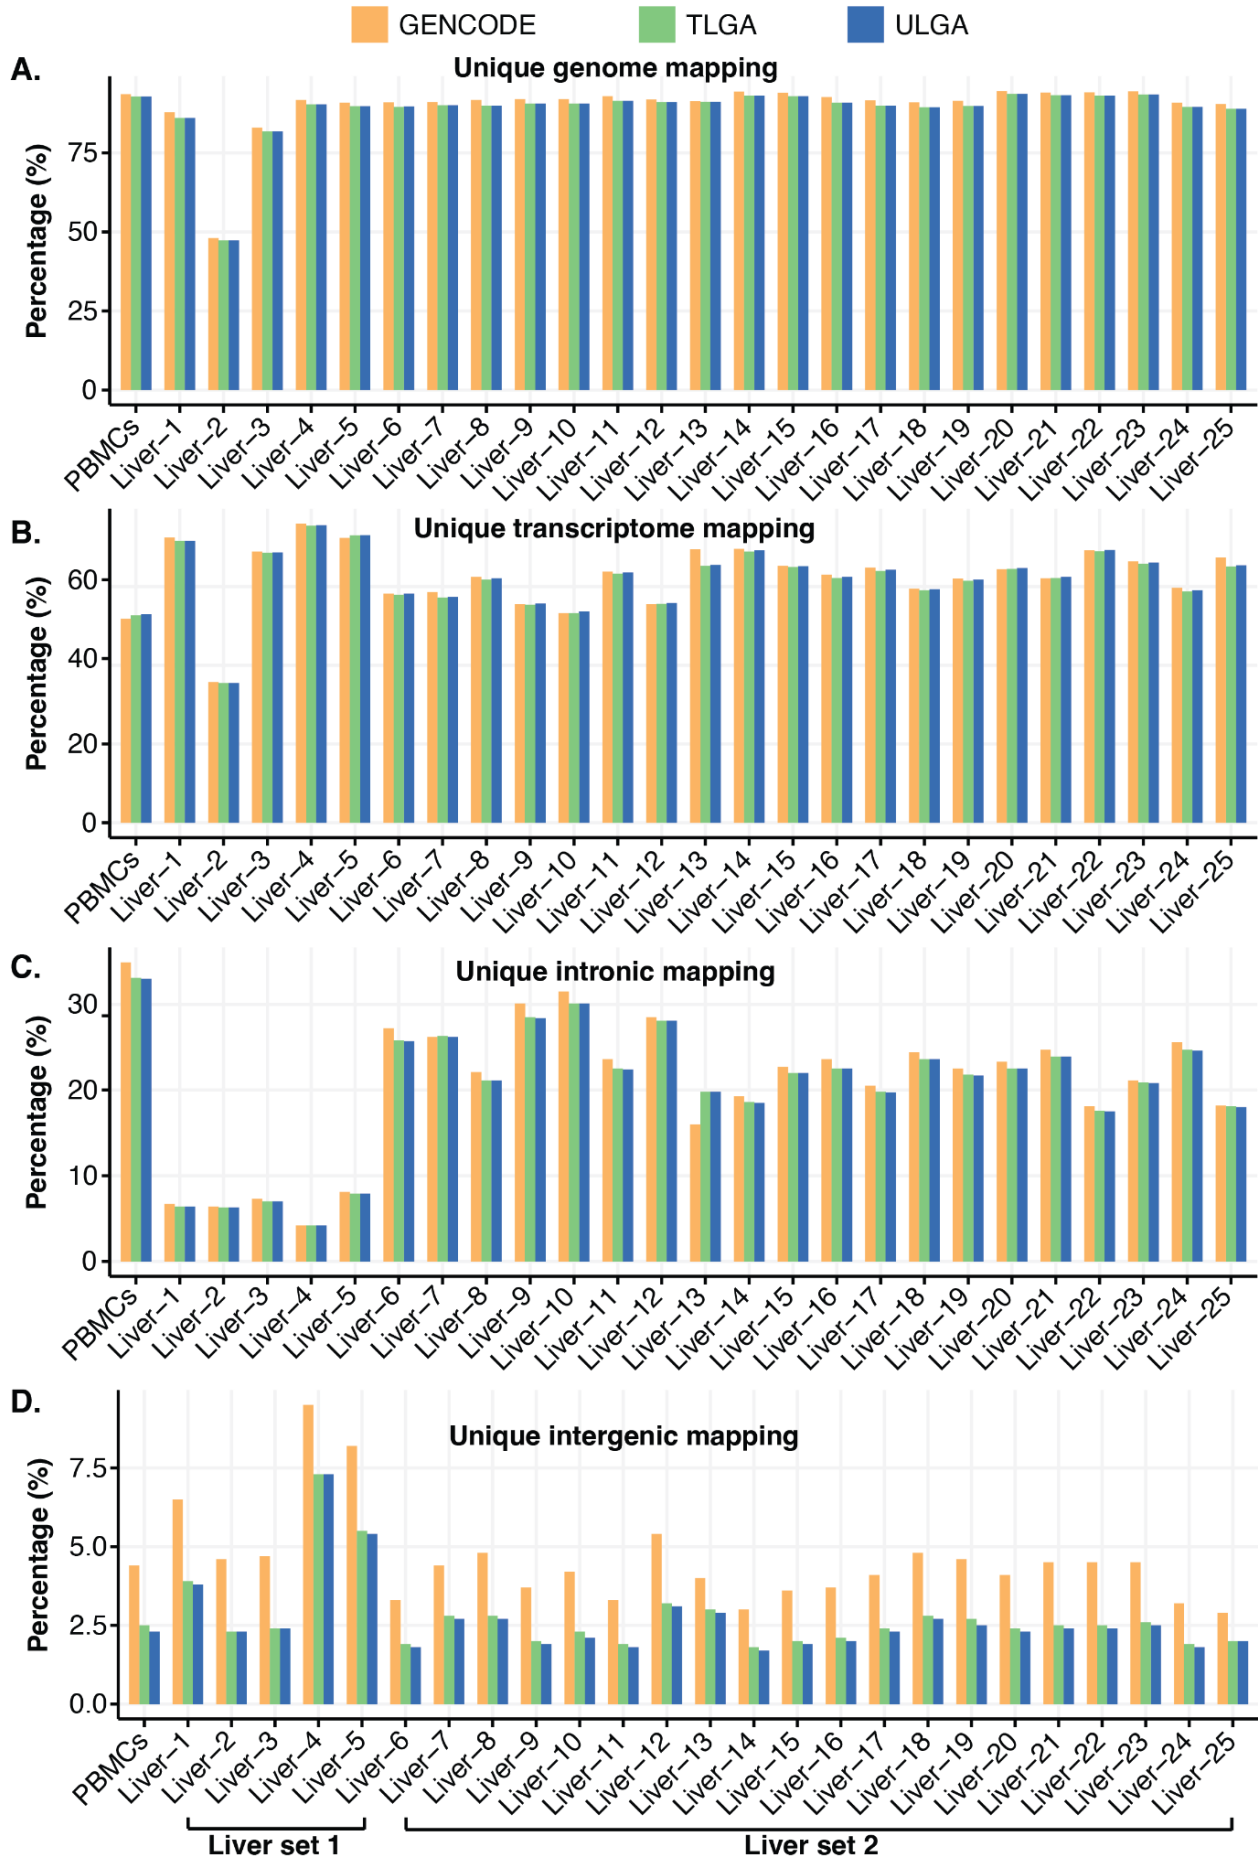 GENCODE TLGA ULGA
A. Unique genome mapping
Percentage (%)
75
50
25
0
PBMCs Liver–1 Liver–2 Liver–3 Liver–4 Liver–5 Liver–6 Liver–7 Liver–8 Liver–9 Liver–10 Liver–11 Liver–12 Liver–13 Liver–14 Liver–15 Liver–16 Liver–17 Liver–18 Liver–19 Liver–20 Liver–21 Liver–22 Liver–23 Liver–24 Liver–25
B. Unique transcriptome mapping
Percentage (%)
60
40
20
0
PBMCs Liver–1 Liver–2 Liver–3 Liver–4 Liver–5 Liver–6 Liver–7 Liver–8 Liver–9 Liver–10 Liver–11 Liver–12 Liver–13 Liver–14 Liver–15 Liver–16 Liver–17 Liver–18 Liver–19 Liver–20 Liver–21 Liver–22 Liver–23 Liver–24 Liver–25
C. Unique intronic mapping
Percentage (%)
30
20
10
0
PBMCs Liver–1 Liver–2 Liver–3 Liver–4 Liver–5 Liver–6 Liver–7 Liver–8 Liver–9 Liver–10 Liver–11 Liver–12 Liver–13 Liver–14 Liver–15 Liver–16 Liver–17 Liver–18 Liver–19 Liver–20 Liver–21 Liver–22 Liver–23 Liver–24 Liver–25
D. Unique intergenic mapping
Percentage (%)
7.5
5.0
2.5
0.0
PBMCs Liver–1 Liver–2 Liver–3 Liver–4 Liver–5 Liver–6 Liver–7 Liver–8 Liver–9 Liver–10 Liver–11 Liver–12 Liver–13 Liver–14 Liver–15 Liver–16 Liver–17 Liver–18 Liver–19 Liver–20 Liver–21 Liver–22 Liver–23 Liver–24 Liver–25
Liver set 1 Liver set 2